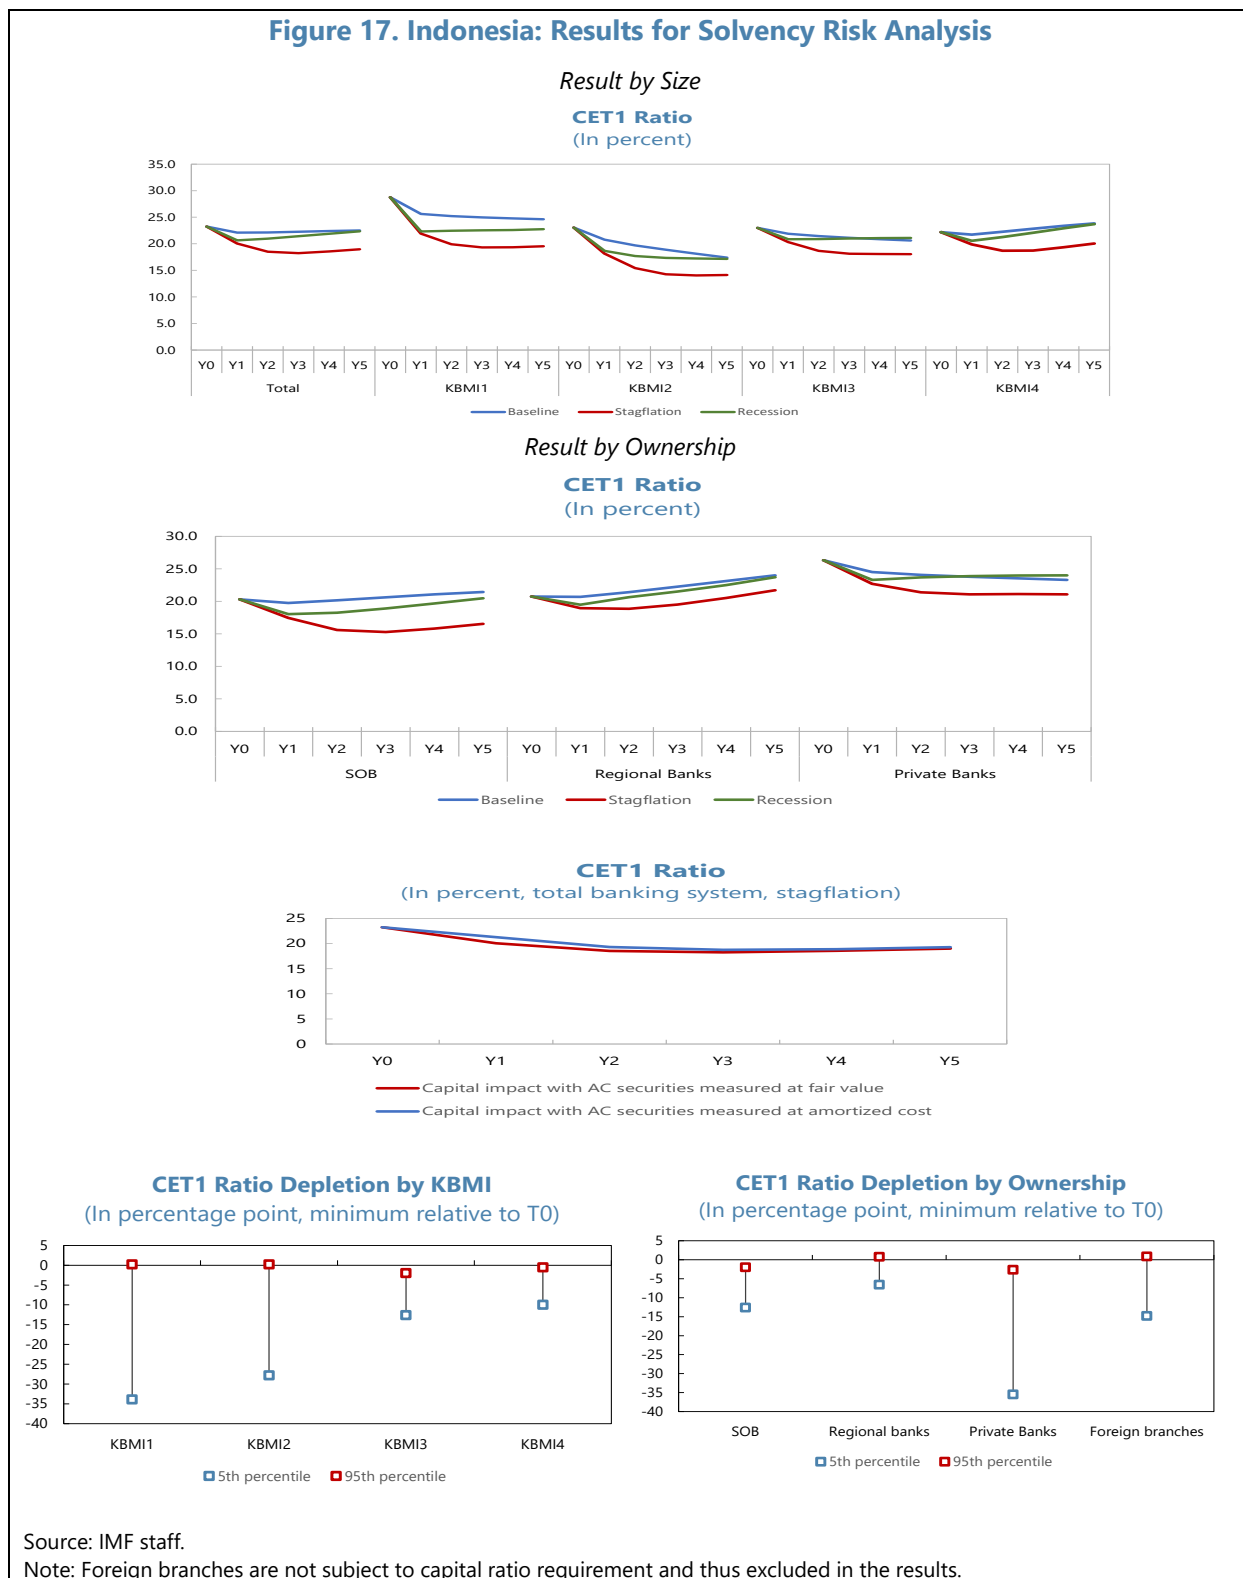 Figure 17. Indonesia: Results for Solvency Risk Analysis
Result by Size
CET1 Ratio
(In percent)
35.0
30.0
25.0
20.0
15.0
10.0
5.0
0.0
Y0 Y1 Y2 Y3 Y4 Y5 Y0 Y1 Y2 Y3 Y4 Y5 Y0 Y1 Y2 Y3 Y4 Y5 Y0 Y1 Y2 Y3 Y4 Y5 Y0 Y1 Y2 Y3 Y4 Y5
Total KBMI1 KBMI2 KBMI3 KBMI4
Baseline Stagflation Recession
Result by Ownership
CET1 Ratio
(In percent)
30.0
25.0
20.0
15.0
10.0
5.0
0.0
Y0 Y1 Y2 Y3 Y4 Y5 Y0 Y1 Y2 Y3 Y4 Y5 Y0 Y1 Y2 Y3 Y4 Y5
SOB Regional Banks Private Banks
Baseline Stagflation Recession
CET1 Ratio
(In percent, total banking system, stagflation)
25
20
15
10
5
0
Y0 Y1 Y2 Y3 Y4 Y5
Capital impact with AC securities measured at fair value
Capital impact with AC securities measured at amortized cost
CET1 Ratio Depletion by KBMI
(In percentage point, minimum relative to T0)
5
0
-5
-10
-15
-20
-25
-30
-35
-40
KBMI1 KBMI2 KBMI3 KBMI4
5th percentile 95th percentile
CET1 Ratio Depletion by Ownership
(In percentage point, minimum relative to T0)
5
0
-5
-10
-15
-20
-25
-30
-35
-40
SOB Regional banks Private Banks Foreign branches
5th percentile 95th percentile
Source: IMF staff.
Note: Foreign branches are not subject to capital ratio requirement and thus excluded in the results.